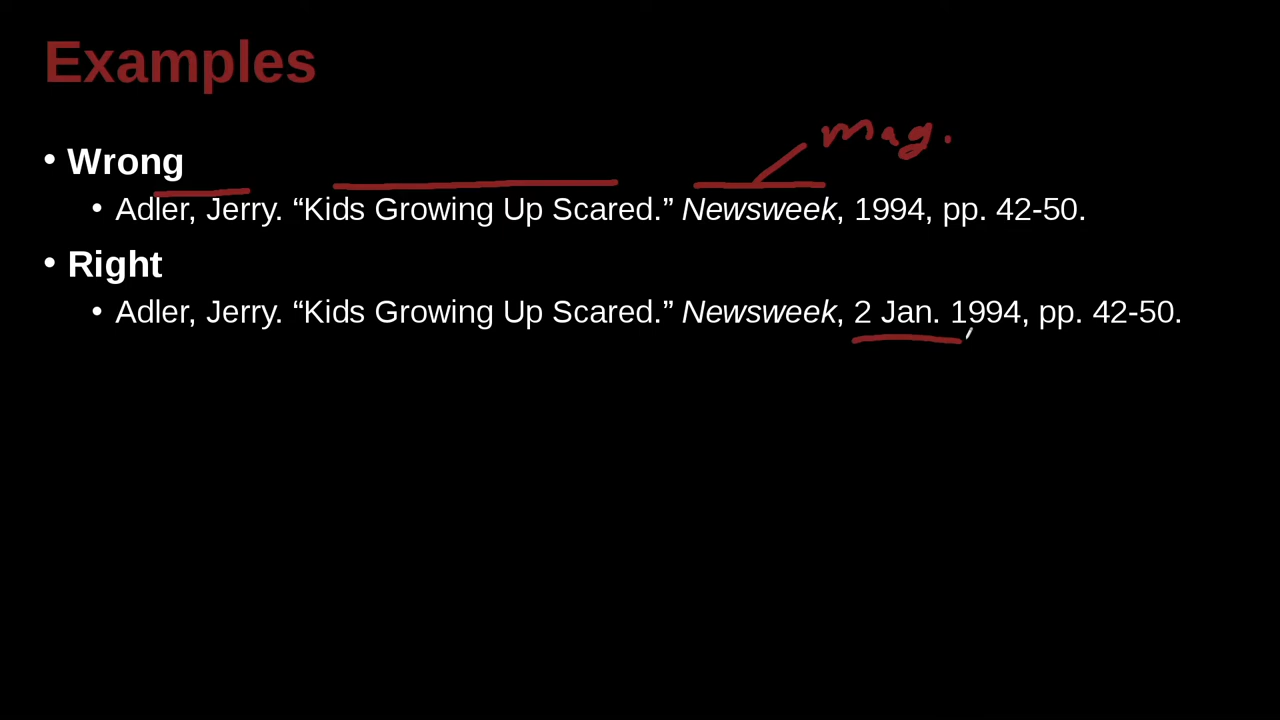 Examples
mag.
• Wrong
• Adler, Jerry. “Kids Growing Up Scared.” Newsweek, 1994, pp. 42-50.
• Right
• Adler, Jerry. “Kids Growing Up Scared.” Newsweek, 2 Jan. 1994, pp. 42-50.